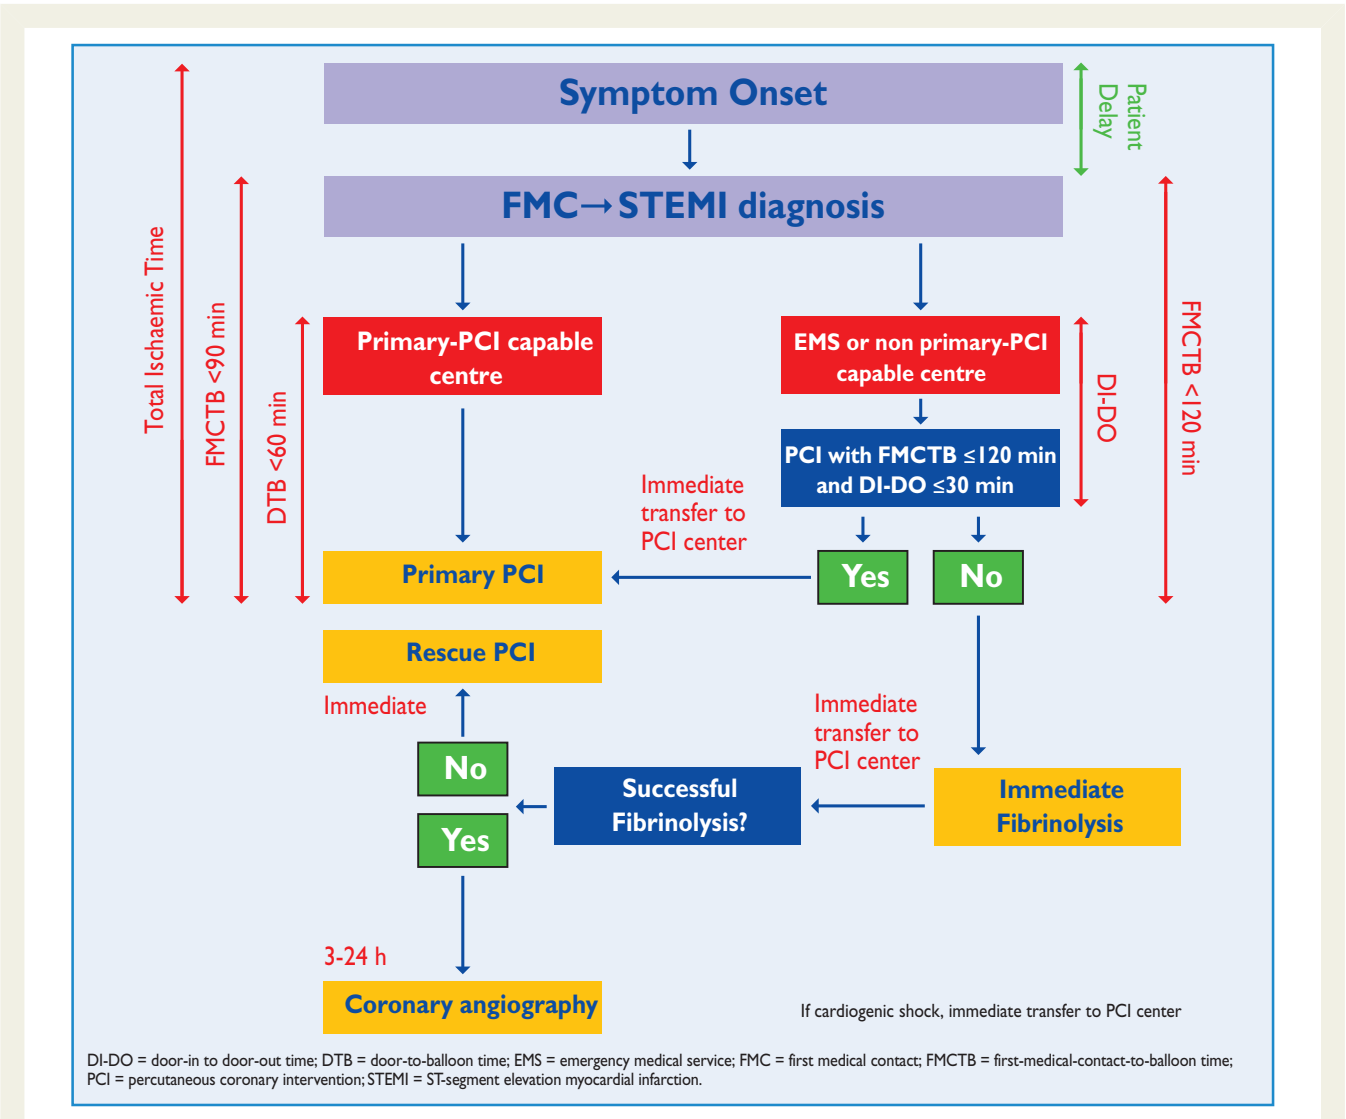 Symptom Onset
Patient
Delay
FMC→STEMI diagnosis
Total Ischaemic Time
FMCTB <90 min
DTB <60 min
Primary-PCI capable
centre
EMS or non primary-PCI
capable centre
DI-DO
FMCTB <120 min
PCI with FMCTB ≤120 min
and DI-DO ≤30 min
Immediate
transfer to
PCI center
Primary PCI
Yes
No
Rescue PCI
Immediate
No
Yes
Successful
Fibrinolysis?
Immediate
transfer to
PCI center
Immediate
Fibrinolysis
3-24 h
Coronary angiography
If cardiogenic shock, immediate transfer to PCI center
DI-DO = door-in to door-out time; DTB = door-to-balloon time; EMS = emergency medical service; FMC = first medical contact; FMCTB = first-medical-contact-to-balloon time;
PCI = percutaneous coronary intervention; STEMI = ST-segment elevation myocardial infarction.